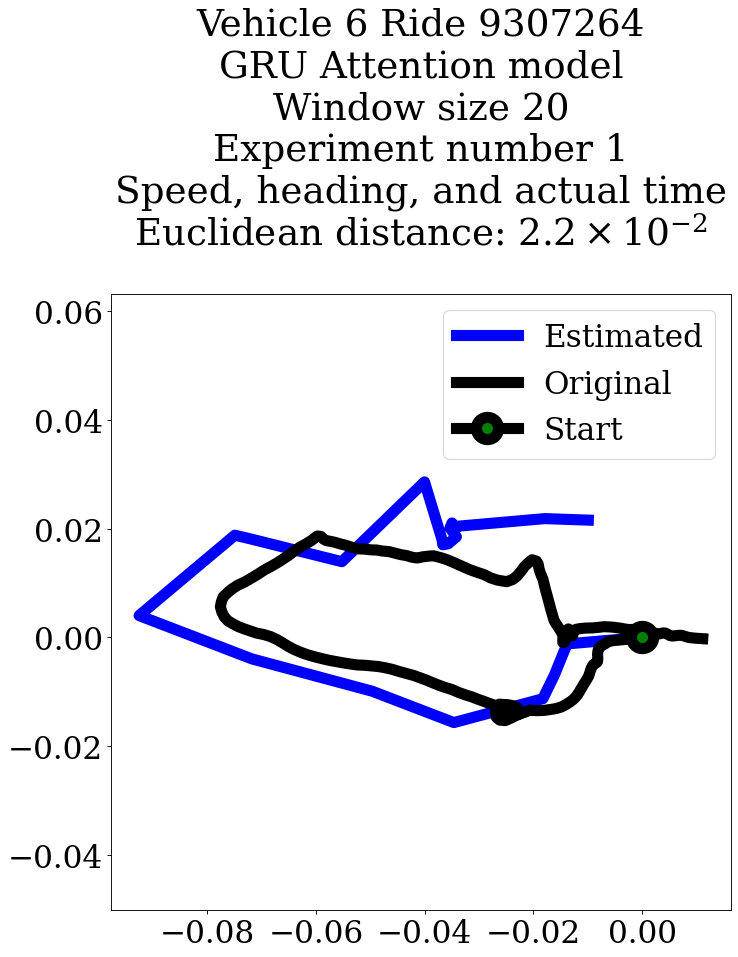 Vehicle 6 Ride 9307264
GRU Attention model
Window size 20
Experiment number 1
Speed, heading, and actual time
Euclidean distance: 2.2 × 10⁻²
Estimated
Original
Start
0.06
0.04
0.02
0.00
−0.02
−0.04
−0.08 −0.06 −0.04 −0.02 0.00